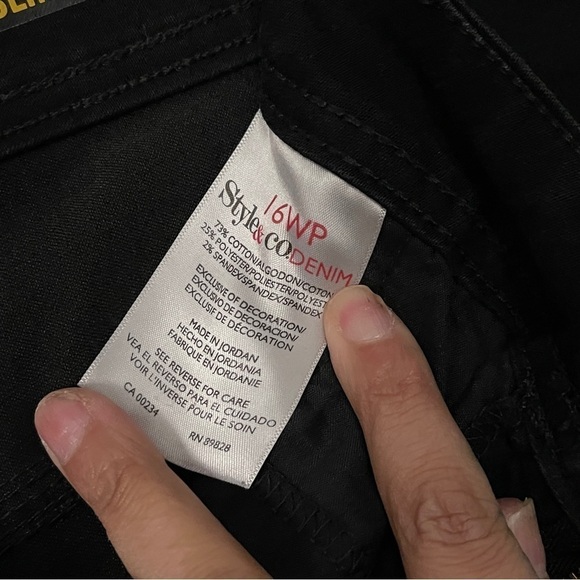 16WP
Style & co. DENIM
73% COTTON/ALGODON/COTON
25% POLYESTER/POLIESTER/POLYEST
2% SPANDEX/SPANDEX/SPANDEX
EXCLUSIVE OF DECORATION/
EXCLUSIVO DE DECORACION/
EXCLUSIF DE DÉCORATION
MADE IN JORDAN
HECHO EN JORDANIA
FABRIQUE EN JORDANIE
SEE REVERSE FOR CARE
VEA EL REVERSO PARA EL CUIDADO
VOIR L'INVERSE POUR LE SOIN
CA 00234 RN 89828